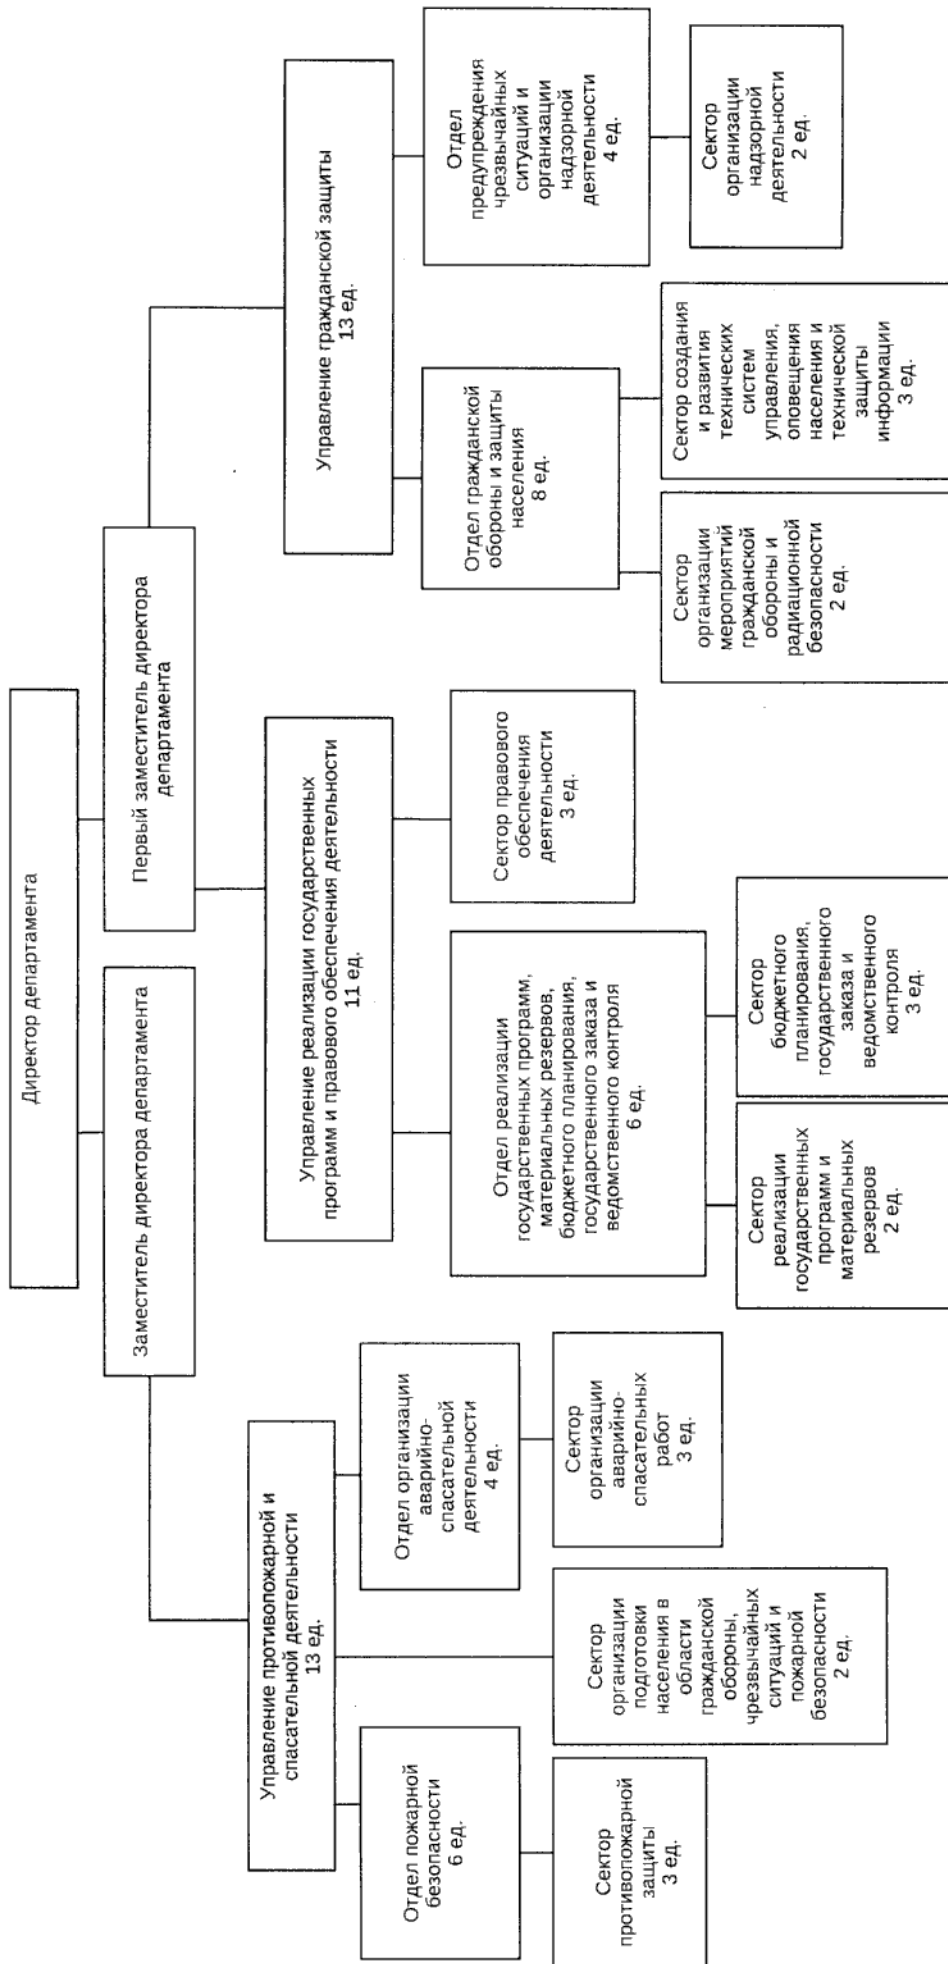 Директор департамента
Заместитель директора департамента
Первый заместитель директора
департамента
Управление противопожарной и
спасательной деятельности
13 ед.
Управление реализации государственных
программ и правового обеспечения деятельности
11 ед.
Управление гражданской защиты
13 ед.
Отдел пожарной
безопасности
6 ед.
Отдел организации
аварийно-
спасательной
деятельности
4 ед.
Отдел реализации
государственных программ,
материальных резервов,
бюджетного планирования,
государственного заказа и
ведомственного контроля
6 ед.
Сектор правового
обеспечения
деятельности
3 ед.
Отдел гражданской
обороны и защиты
населения
8 ед.
Отдел
предупреждения
чрезвычайных
ситуаций и
организации
надзорной
деятельности
4 ед.
Сектор
противопожарной
защиты
3 ед.
Сектор
организации
подготовки
населения в
области
гражданской
обороны,
чрезвычайных
ситуаций и
пожарной
безопасности
2 ед.
Сектор
организации
аварийно-
спасательных
работ
3 ед.
Сектор
реализации
государственных
программ и
материальных
резервов
2 ед.
Сектор
бюджетного
планирования,
государственного
заказа и
ведомственного
контроля
3 ед.
Сектор
организации
мероприятий
гражданской
обороны и
радиационной
безопасности
2 ед.
Сектор создания
и развития
технических
систем
управления,
оповещения
населения и
технической
защиты
информации
3 ед.
Сектор
организации
надзорной
деятельности
2 ед.